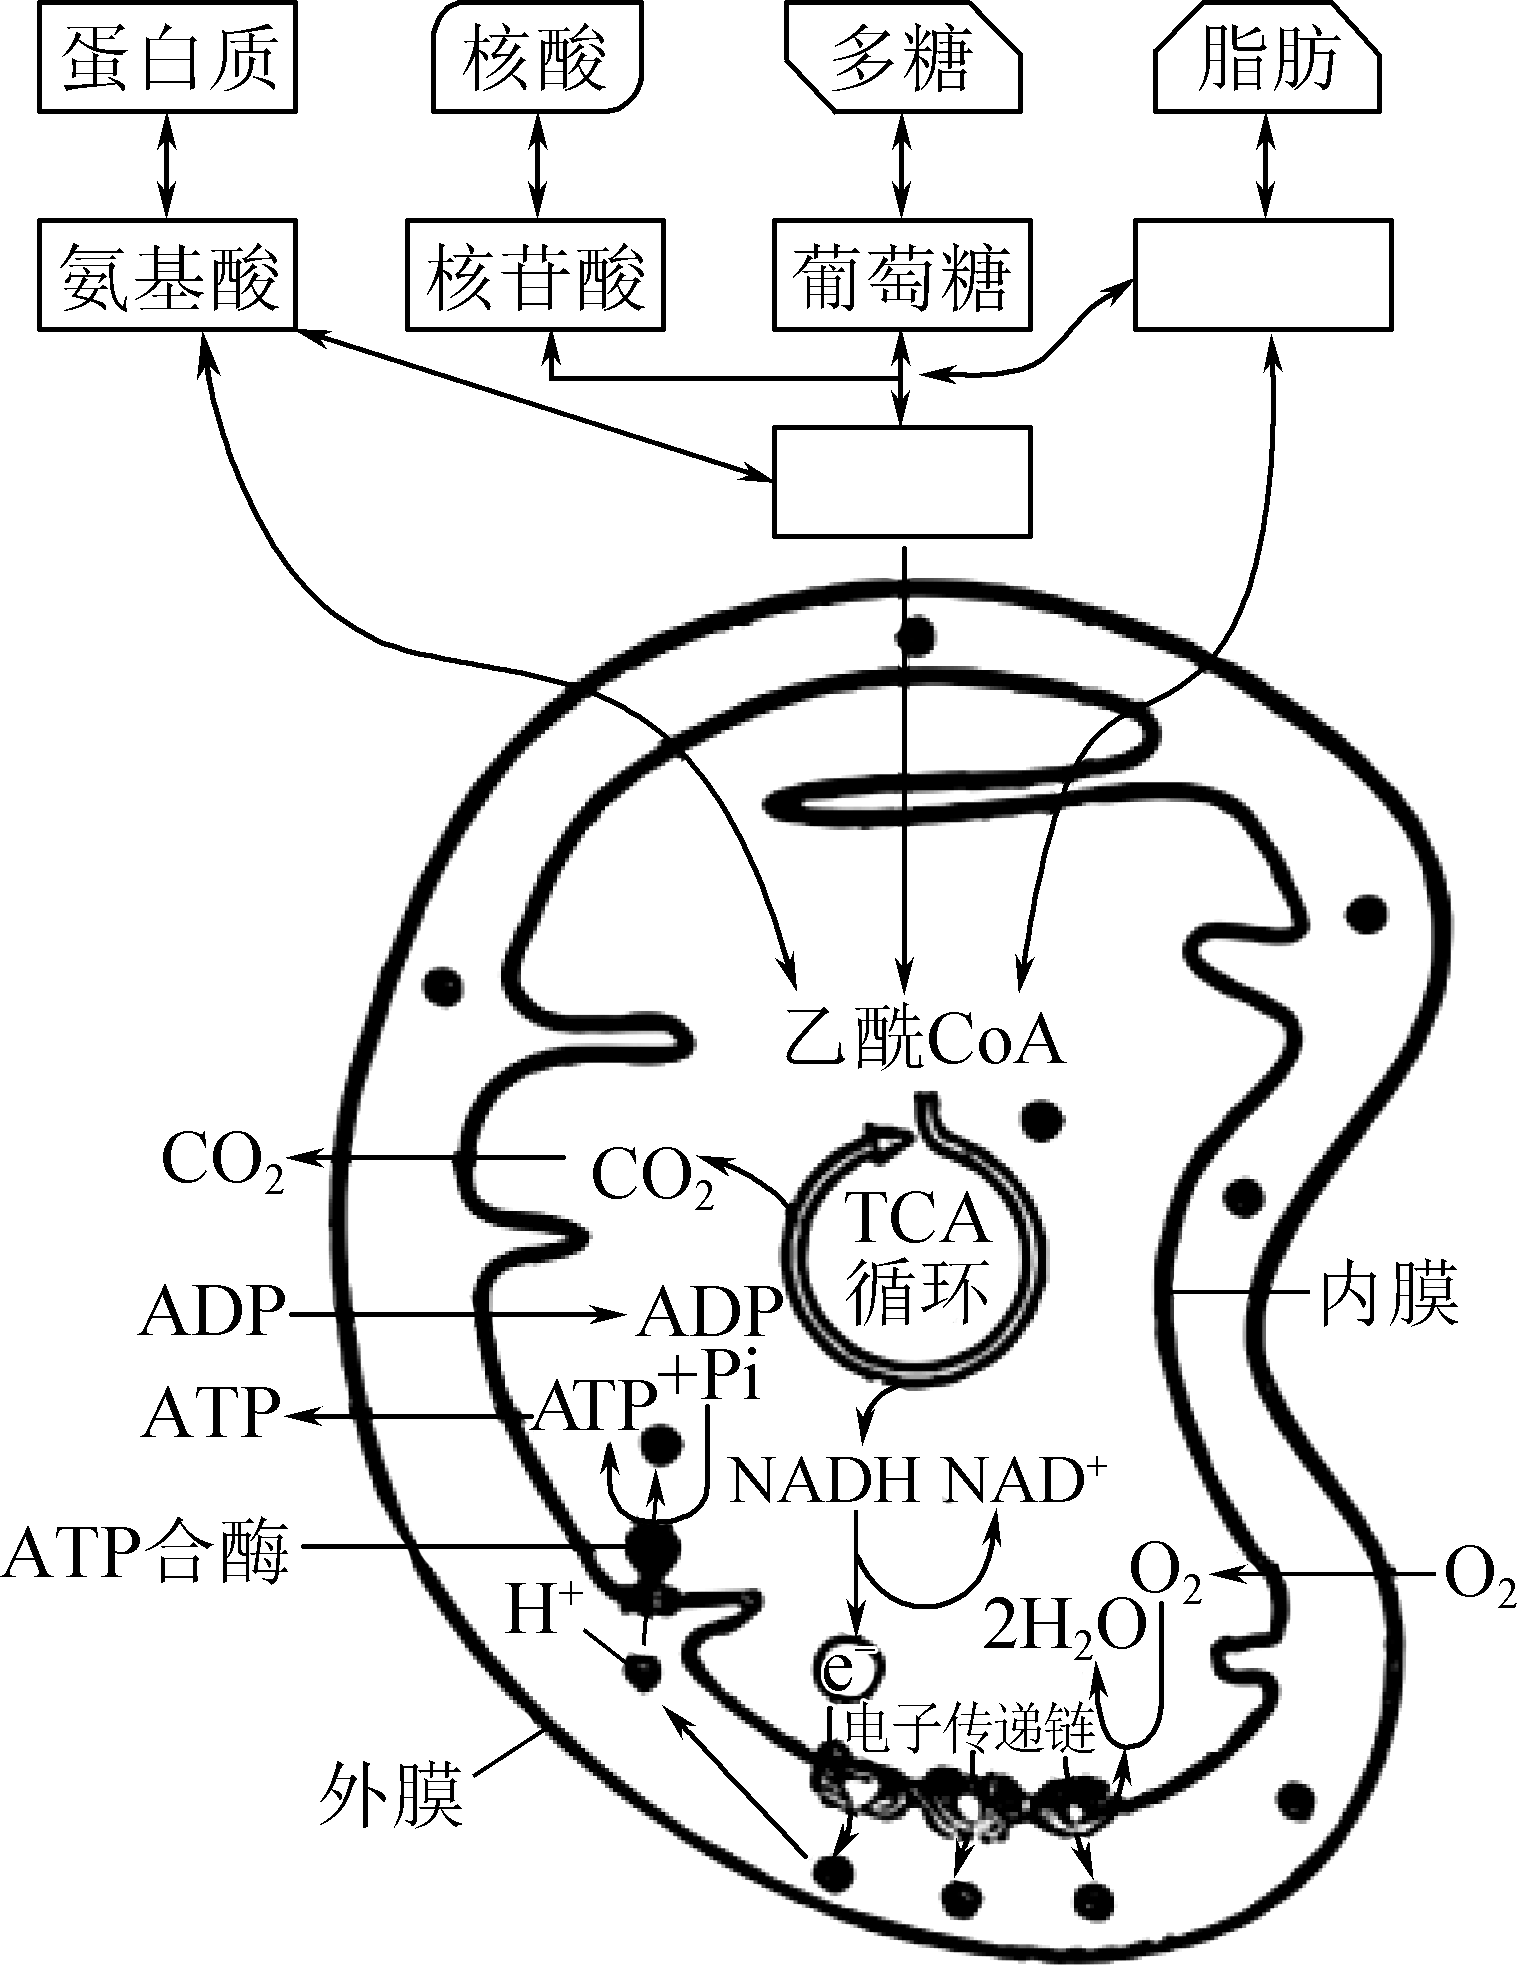 蛋白质
核酸
多糖
脂肪
氨基酸
核苷酸
葡萄糖
乙酰CoA
CO₂
CO₂
TCA
循环
内膜
ADP
ADP
+Pi
ATP
ATP
NADH NAD⁺
ATP合酶
O₂
O₂
H⁺
2H₂O
e⁻
电子传递链
外膜